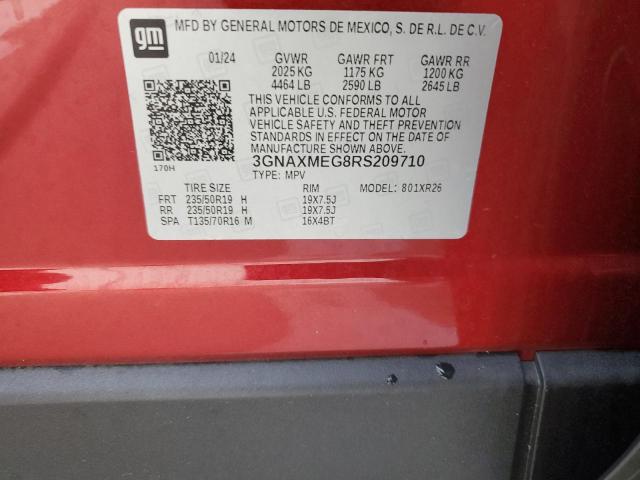 gm
MFD BY GENERAL MOTORS DE MEXICO, S. DE R.L. DE C.V.
01/24 GVWR GAWR FRT GAWR RR
2025 KG 1175 KG 1200 KG
4464 LB 2590 LB 2645 LB
THIS VEHICLE CONFORMS TO ALL
APPLICABLE U.S. FEDERAL MOTOR
VEHICLE SAFETY AND THEFT PREVENTION
STANDARDS IN EFFECT ON THE DATE OF
MANUFACTURE SHOWN ABOVE.
170H 3GNAXMEG8RS209710
TYPE: MPV
TIRE SIZE RIM MODEL: 801XR26
FRT 235/50R19 H 19X7.5J
RR 235/50R19 H 19X7.5J
SPA T135/70R16 M 16X4BT